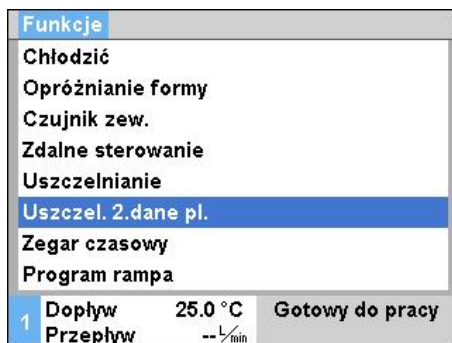 Funkcje
Chłodzić
Opróżnianie formy
Czujnik zew.
Zdalne sterowanie
Uszczelnianie
Uszczel. 2.dane pl.
Zegar czasowy
Program rampa
1 Dopływ 25.0 °C Gotowy do pracy
Przepływ -- L/min